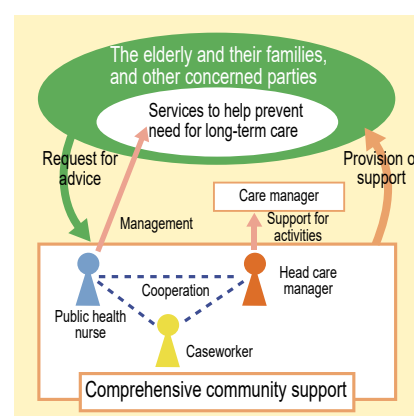 The elderly and their families,
and other concerned parties
Services to help prevent
need for long-term care
Request for
advice
Provision o
support
Care manager
Management
Support for
activities
Cooperation
Head care
manager
Public health
nurse
Caseworker
Comprehensive community support